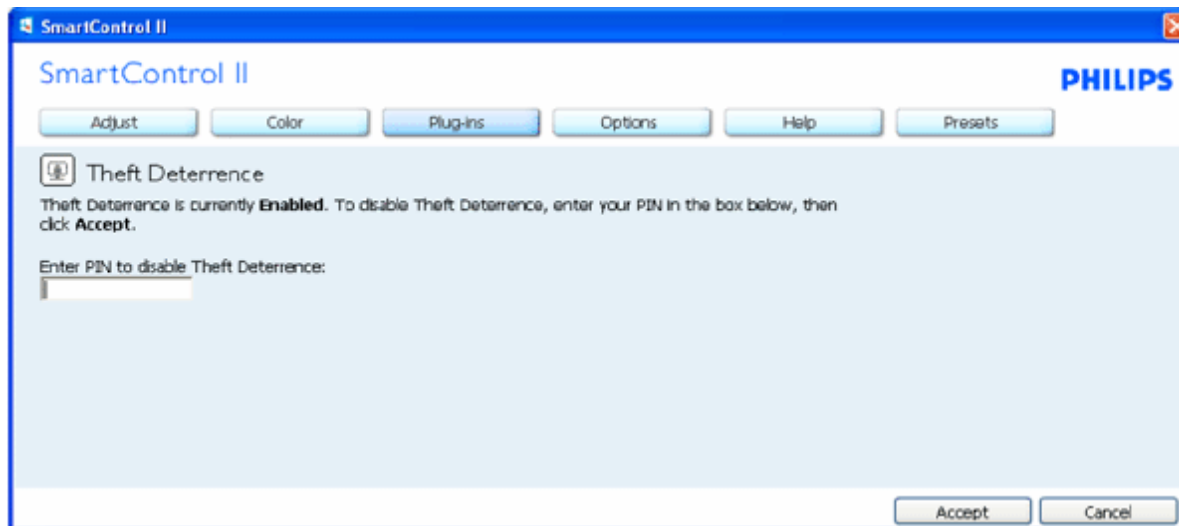 SmartControl II
SmartControl II
PHILIPS
Adjust
Color
Plug-ins
Options
Help
Presets
Theft Deterrence
Theft Deterrence is currently Enabled. To disable Theft Deterrence, enter your PIN in the box below, then
click Accept.
Enter PIN to disable Theft Deterrence:
Accept
Cancel